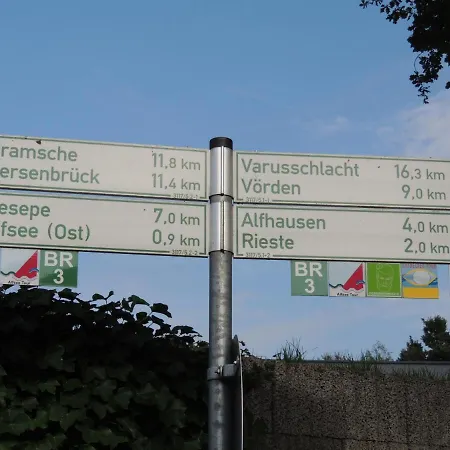 ramsche 11,8 km
ersenbrück 11,4 km
esepe 7,0 km
fsee (Ost) 0,9 km
Varusschlacht 16,3 km
Vörden 9,0 km
Alfhausen 4,0 km
Rieste 2,0 km
BR
3
BR
3